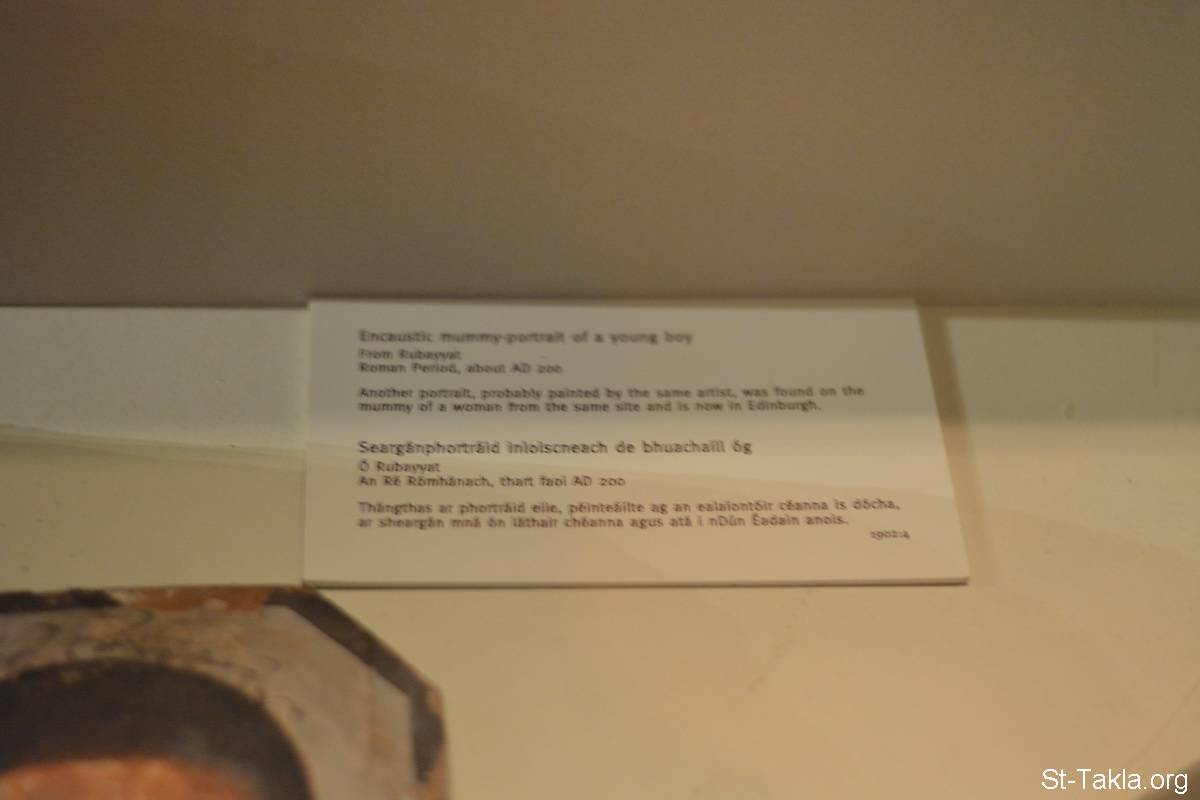 Encaustic mummy-portrait of a young boy
From Rubayyat
Roman Period, about AD 200
Another portrait, probably painted by the same artist, was found on the
mummy of a woman from the same site and is now in Edinburgh.
Seargánphortráid inloiscneach de bhuachaill óg
Ó Rubayyat
An Ré Rómhánach, thart faoi AD 200
Thángthas ar phortráid eile, péinteáilte ag an ealaíontóir céanna is dócha,
ar sheargán mná ón láthair chéanna agus atá i nDún Éadain anois.
1902:4
St-Takla.org